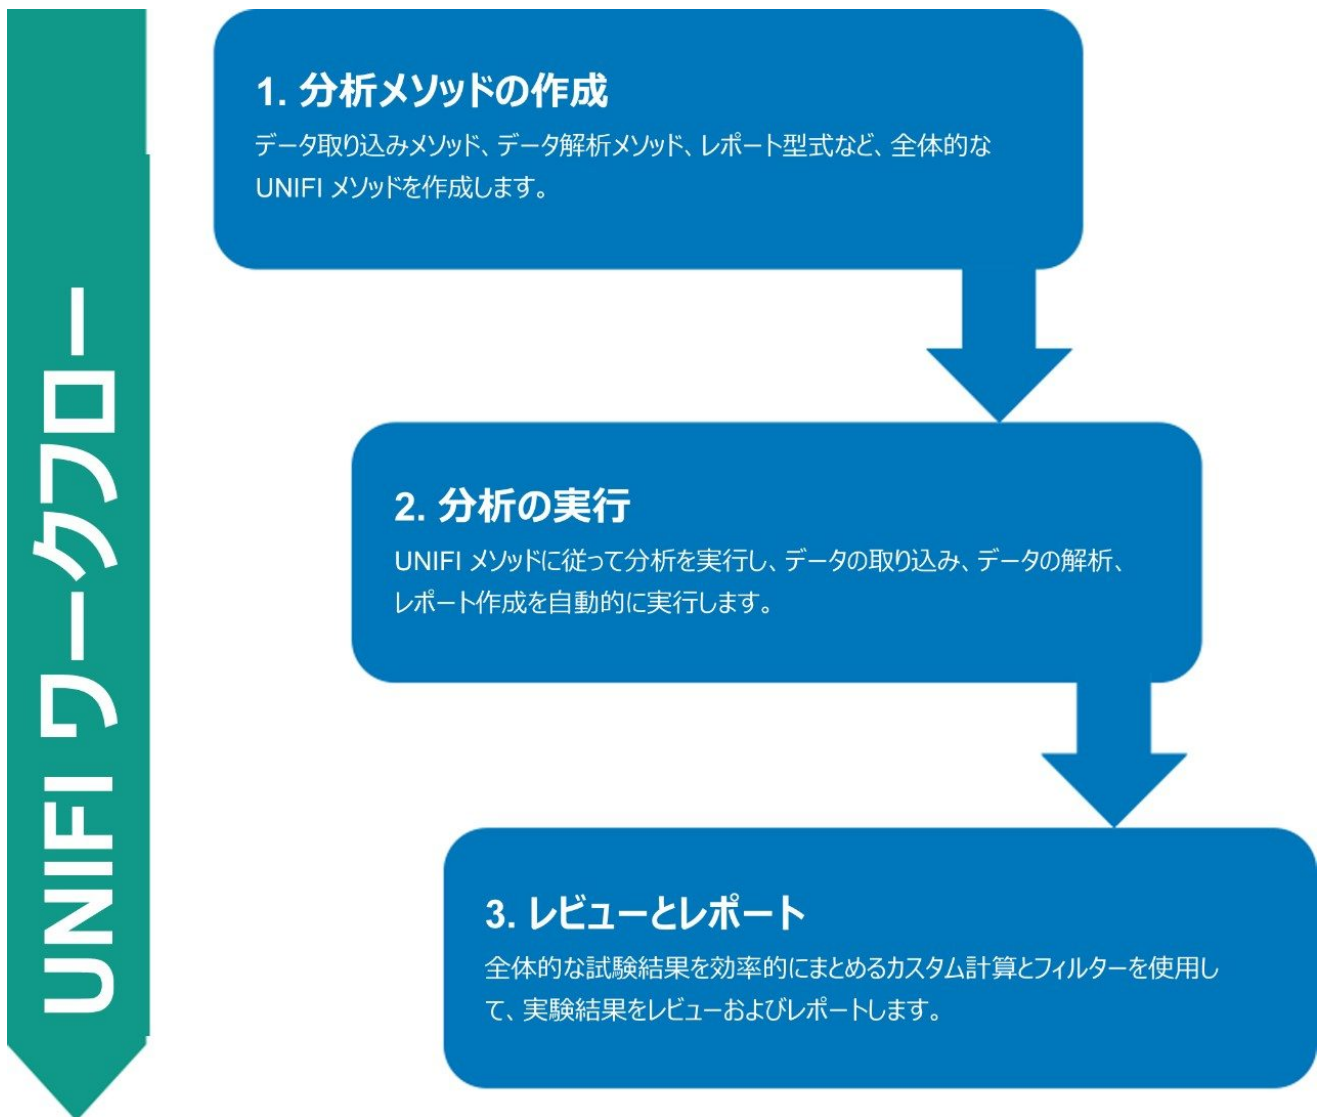 UNIFI ワークフロー
1. 分析メソッドの作成
データ取り込みメソッド、データ解析メソッド、レポート型式など、全体的な
UNIFI メソッドを作成します。
2. 分析の実行
UNIFI メソッドに従って分析を実行し、データの取り込み、データの解析、
レポート作成を自動的に実行します。
3. レビューとレポート
全体的な試験結果を効率的にまとめるカスタム計算とフィルターを使用し
て、実験結果をレビューおよびレポートします。